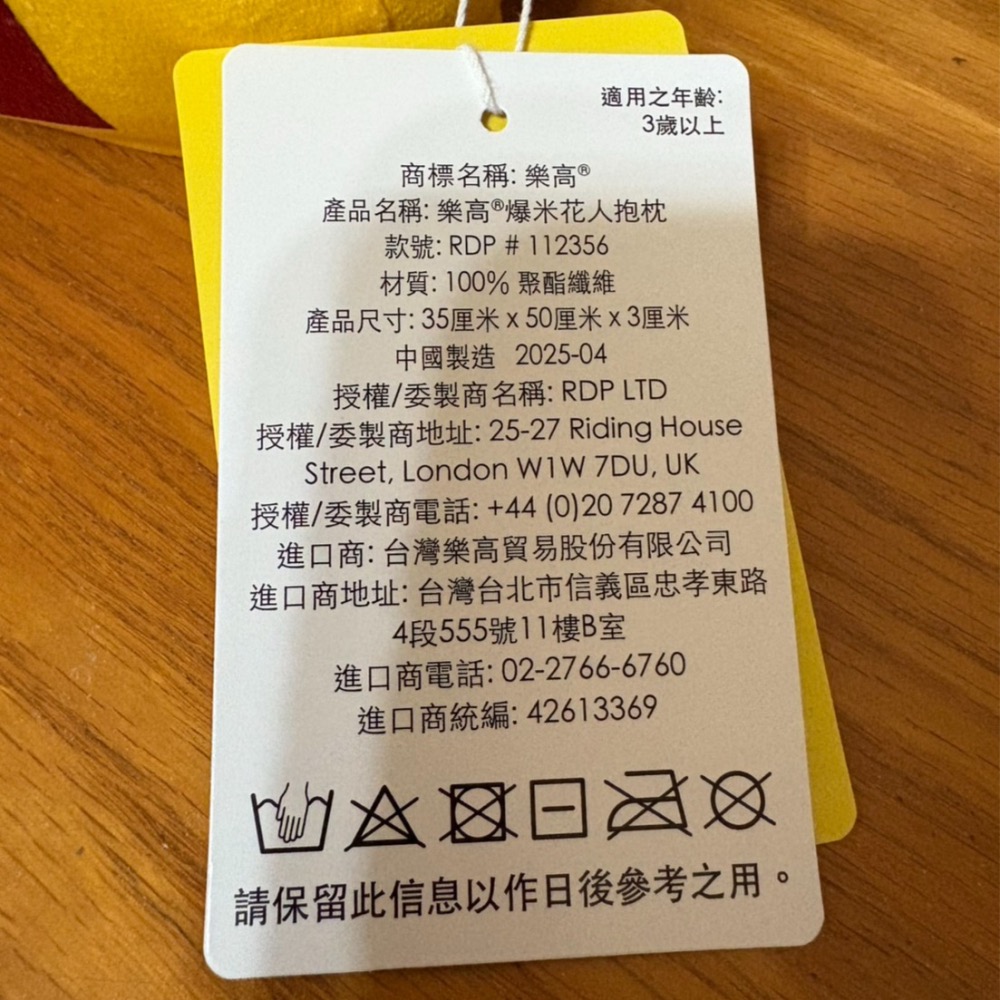 適用之年齡:
3歲以上
商標名稱: 樂高®
產品名稱: 樂高®爆米花人抱枕
款號: RDP # 112356
材質: 100% 聚酯纖維
產品尺寸: 35厘米 x 50厘米 x 3厘米
中國製造 2025-04
授權/委製商名稱: RDP LTD
授權/委製商地址: 25-27 Riding House
Street, London W1W 7DU, UK
授權/委製商電話: +44 (0)20 7287 4100
進口商: 台灣樂高貿易股份有限公司
進口商地址: 台灣台北市信義區忠孝東路
4段555號11樓B室
進口商電話: 02-2766-6760
進口商統編: 42613369
請保留此信息以作日後參考之用。